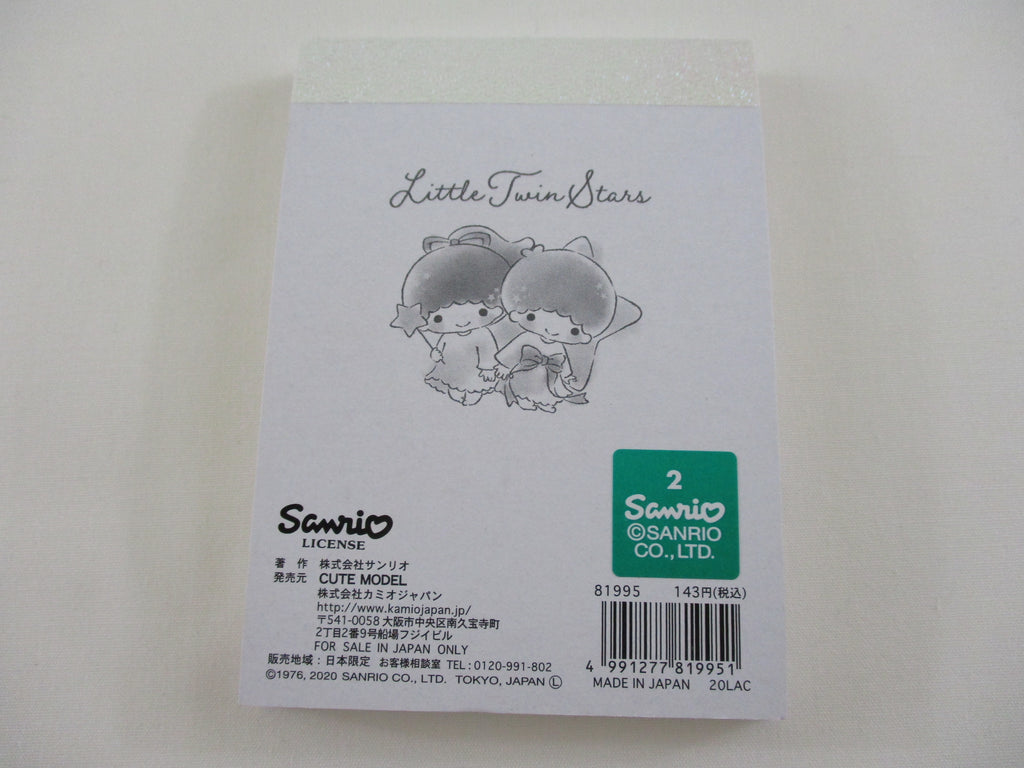 Little Twin Stars
2
Sanrio
©SANRIO
CO., LTD.
Sanrio
LICENSE
著 作 株式会社サンリオ
発売元 CUTE MODEL
株式会社カミオジャパン
http://www.kamiojapan.jp/
〒541-0058 大阪市中央区南久宝寺町
2丁目2番9号船場フジイビル
FOR SALE IN JAPAN ONLY
販売地域：日本限定 お客様相談室 TEL:0120-991-802
©1976, 2020 SANRIO CO., LTD. TOKYO, JAPAN Ⓛ
81995 143円(税込)
4 991277 819951
MADE IN JAPAN 20LAC